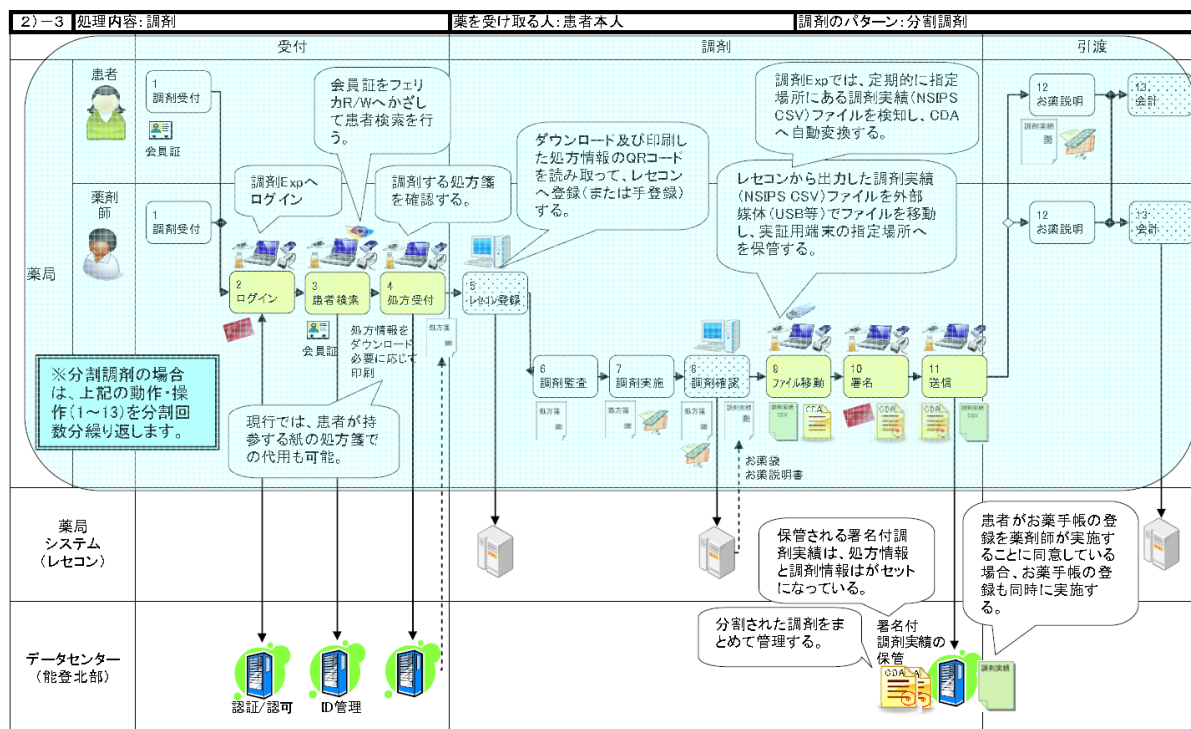 2)－3 処理内容：調剤
薬を受け取る人：患者本人
調剤のパターン：分割調剤
受付
調剤
引渡
薬局
患者
1
調剤受付
会員証
会員証をフェリ
カR/Wへかざし
て患者検索を行
う。
調剤Expでは、定期的に指定
場所にある調剤実績(NSIPS
CSV)ファイルを検知し、CDA
へ自動変換する。
12
お薬説明
13
会計
調剤実績
ダウンロード及び印刷し
た処方情報のQRコード
を読み取って、レセコン
へ登録(または手登録)
する。
調剤Expへ
ログイン
調剤する処方箋
を確認する。
レセコンから出力した調剤実績
(NSIPS CSV)ファイルを外部
媒体(USB等)でファイルを移動
し、実証用端末の指定場所へ
を保管する。
薬剤
師
1
調剤受付
12
お薬説明
13
会計
2
ログイン
3
患者検索
4
処方受付
5
レセコン登録
会員証
処方情報を
ダウンロード
必要に応じて
印刷
処方箋
※分割調剤の場合
は、上記の動作・操
作(1～13)を分割回
数分繰り返します。
6
調剤監査
7
調剤実施
8
調剤確認
9
ファイル移動
10
署名
11
送信
処方箋
処方箋
処方箋
調剤実績
調剤実績
CSV
CDA
CDA
CDA
調剤実績
CSV
現行では、患者が持
参する紙の処方箋で
の代用も可能。
お薬袋
お薬説明書
薬局
システム
(レセコン)
保管される署名付調
剤実績は、処方情報
と調剤情報はがセット
になっている。
患者がお薬手帳の登
録を薬剤師が実施す
ることに同意している
場合、お薬手帳の登
録も同時に実施す
る。
分割された調剤をま
とめて管理する。
データセンター
(能登北部)
認証/認可
ID管理
署名付
調剤実績の
保管
CDA
調剤実績